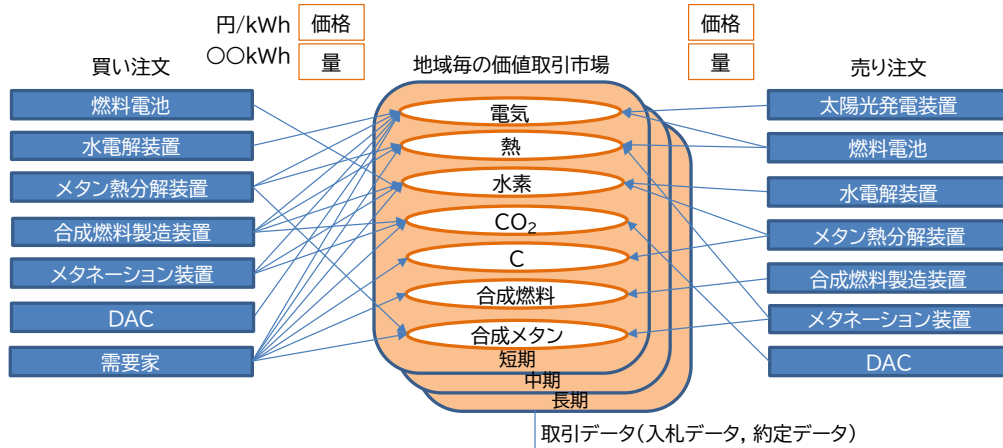 円/kWh
価格
〇〇kWh
量
価格
量
買い注文
地域毎の価値取引市場
売り注文
燃料電池
水電解装置
メタン熱分解装置
合成燃料製造装置
メタネーション装置
DAC
需要家
電気
熱
水素
CO₂
C
合成燃料
合成メタン
短期
中期
長期
太陽光発電装置
燃料電池
水電解装置
メタン熱分解装置
合成燃料製造装置
メタネーション装置
DAC
取引データ(入札データ, 約定データ)